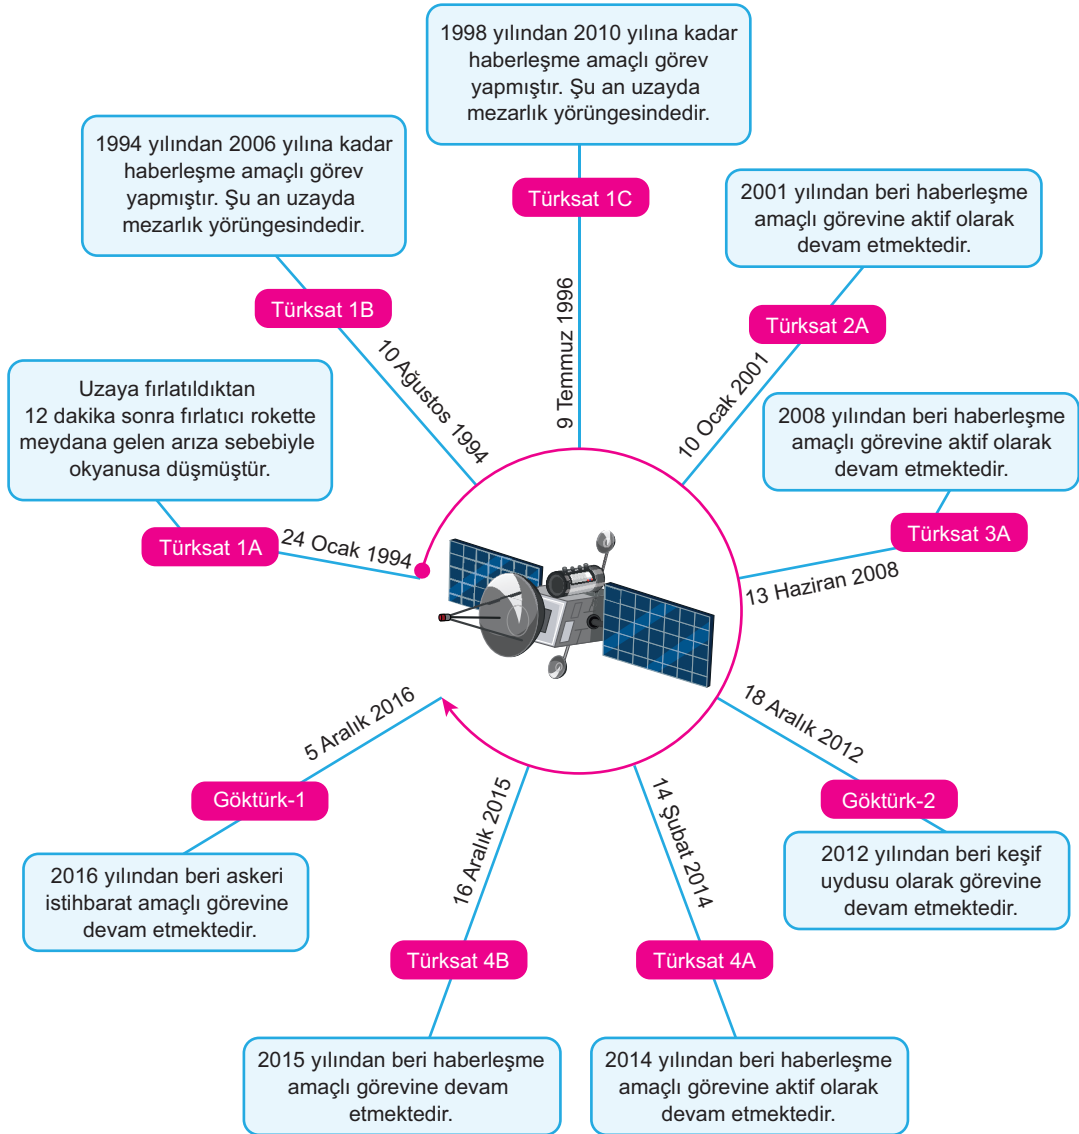 Uzaya fırlatıldıktan
12 dakika sonra fırlatıcı rokette
meydana gelen arıza sebebiyle
okyanusa düşmüştür.
Türksat 1A
24 Ocak 1994
1994 yılından 2006 yılına kadar
haberleşme amaçlı görev
yapmıştır. Şu an uzayda
mezarlık yörüngesindedir.
Türksat 1B
10 Ağustos 1994
1998 yılından 2010 yılına kadar
haberleşme amaçlı görev
yapmıştır. Şu an uzayda
mezarlık yörüngesindedir.
Türksat 1C
9 Temmuz 1996
2001 yılından beri haberleşme
amaçlı görevine aktif olarak
devam etmektedir.
Türksat 2A
10 Ocak 2001
2008 yılından beri haberleşme
amaçlı görevine aktif olarak
devam etmektedir.
Türksat 3A
13 Haziran 2008
18 Aralık 2012
Göktürk-2
2012 yılından beri keşif
uydusu olarak görevine
devam etmektedir.
14 Şubat 2014
Türksat 4A
2014 yılından beri haberleşme
amaçlı görevine aktif olarak
devam etmektedir.
16 Aralık 2015
Türksat 4B
2015 yılından beri haberleşme
amaçlı görevine devam
etmektedir.
5 Aralık 2016
Göktürk-1
2016 yılından beri askeri
istihbarat amaçlı görevine
devam etmektedir.